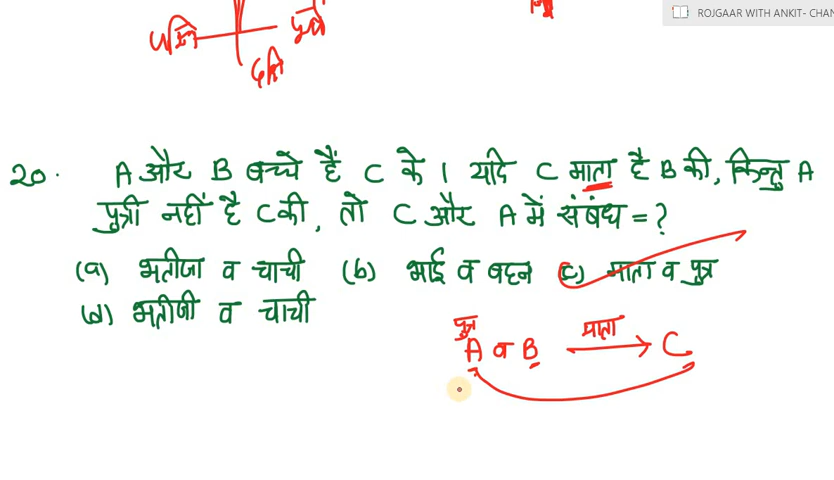 ROJGAAR WITH ANKIT- CHAN
पश्चि पूर्व
दक्षि
20. A और B बच्चे हैं C के । यदि C माता है B की, किन्तु A
पुत्री नहीं है C की, तो C और A में संबंध = ?
(a) भतीजा व चाची (b) भाई व बहन (c) माता व पुत्र
(d) भतीजी व चाची
पुत्र माता
A व B → C